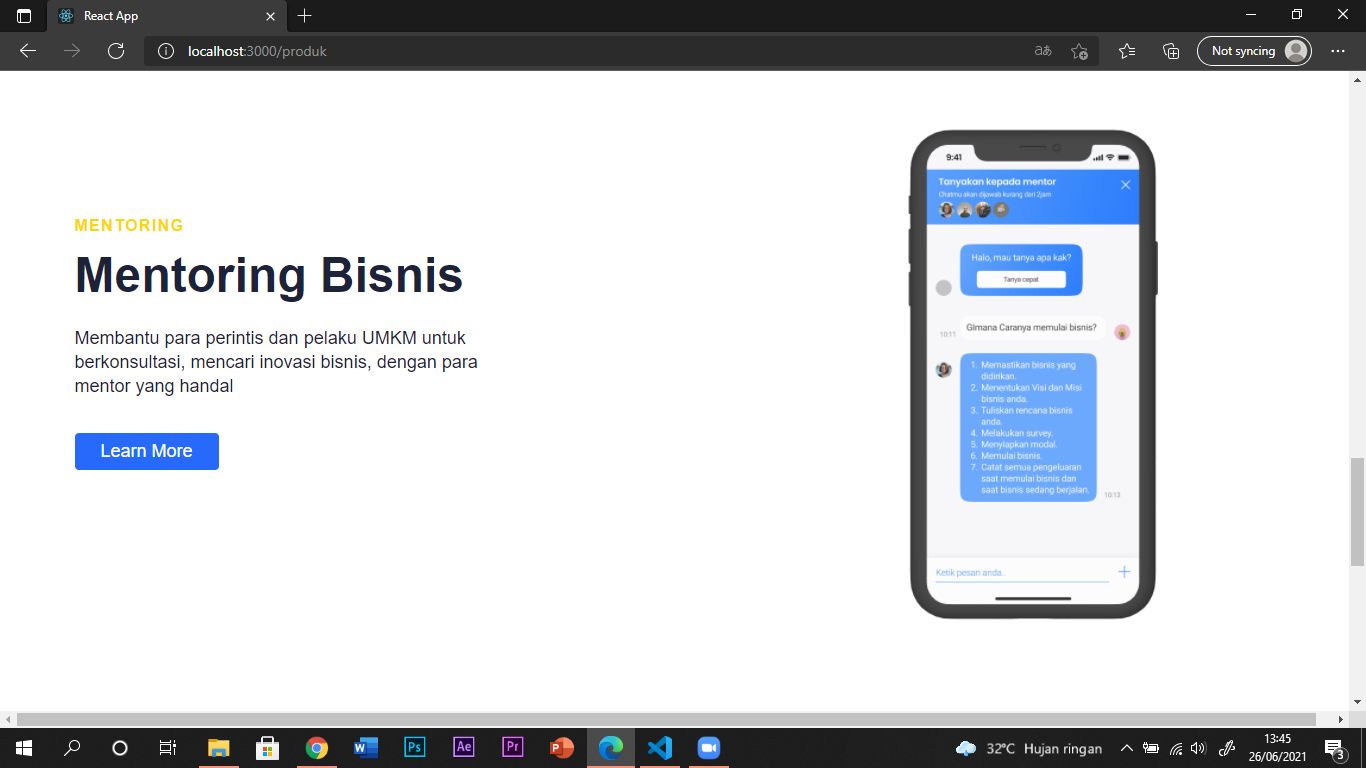 React App
localhost:3000/produk
Not syncing
MENTORING
Mentoring Bisnis
Membantu para perintis dan pelaku UMKM untuk
berkonsultasi, mencari inovasi bisnis, dengan para
mentor yang handal
Learn More
9:41
Tanyakan kepada mentor
Chatmu akan dijawab kurang dari 2jam
Halo, mau tanya apa kak?
Tanya cepat
10:11
GImana Caranya memulai bisnis?
1. Memastikan bisnis yang
didirikan.
2. Menentukan Visi dan Misi
bisnis anda.
3. Tuliskan rencana bisnis
anda.
4. Melakukan survey.
5. Menyiapkan modal.
6. Memulai bisnis.
7. Catat semua pengeluaran
saat memulai bisnis dan
saat bisnis sedang berjalan.
10:13
Ketik pesan anda..
32°C Hujan ringan
13:45
26/06/2021
3